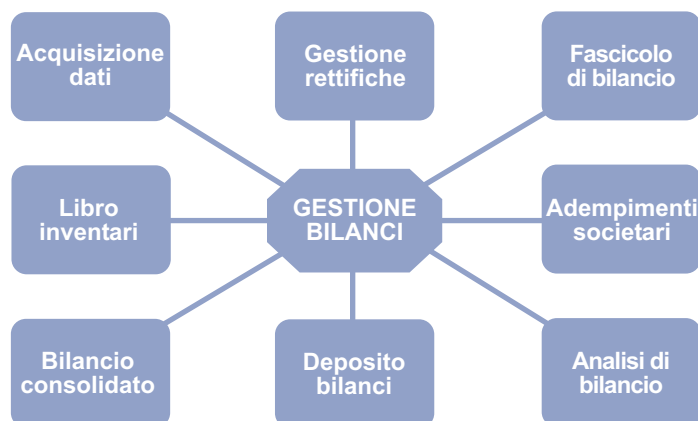 Acquisizione
dati
Gestione
rettifiche
Fascicolo
di bilancio
Libro
inventari
GESTIONE
BILANCI
Adempimenti
societari
Bilancio
consolidato
Deposito
bilanci
Analisi di
bilancio